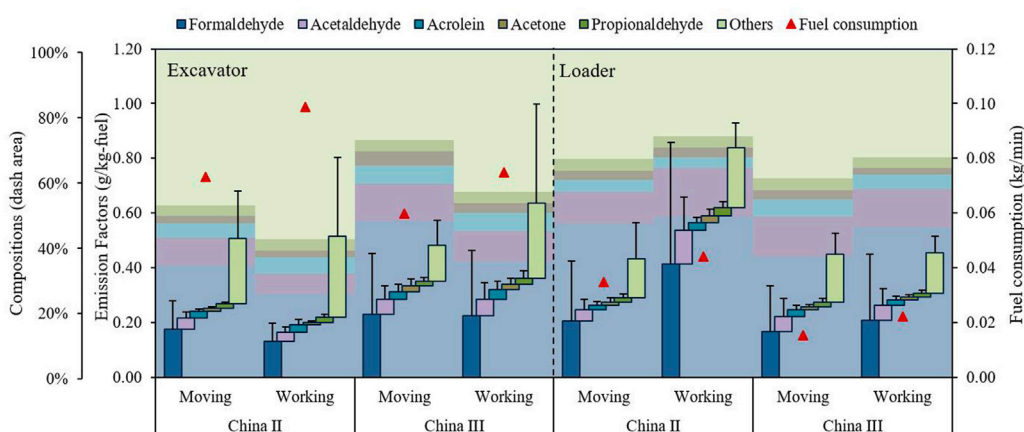 Formaldehyde Acetaldehyde Acrolein Acetone Propionaldehyde Others Fuel consumption
Compositions (dash area)
100%
80%
60%
40%
20%
0%
Emission Factors (g/kg-fuel)
1.20
1.00
0.80
0.60
0.40
0.20
0.00
Excavator Loader
0.12
0.10
0.08
0.06
0.04
0.02
0.00
Fuel consumption (kg/min)
Moving Working Moving Working Moving Working Moving Working
China II China III China II China III